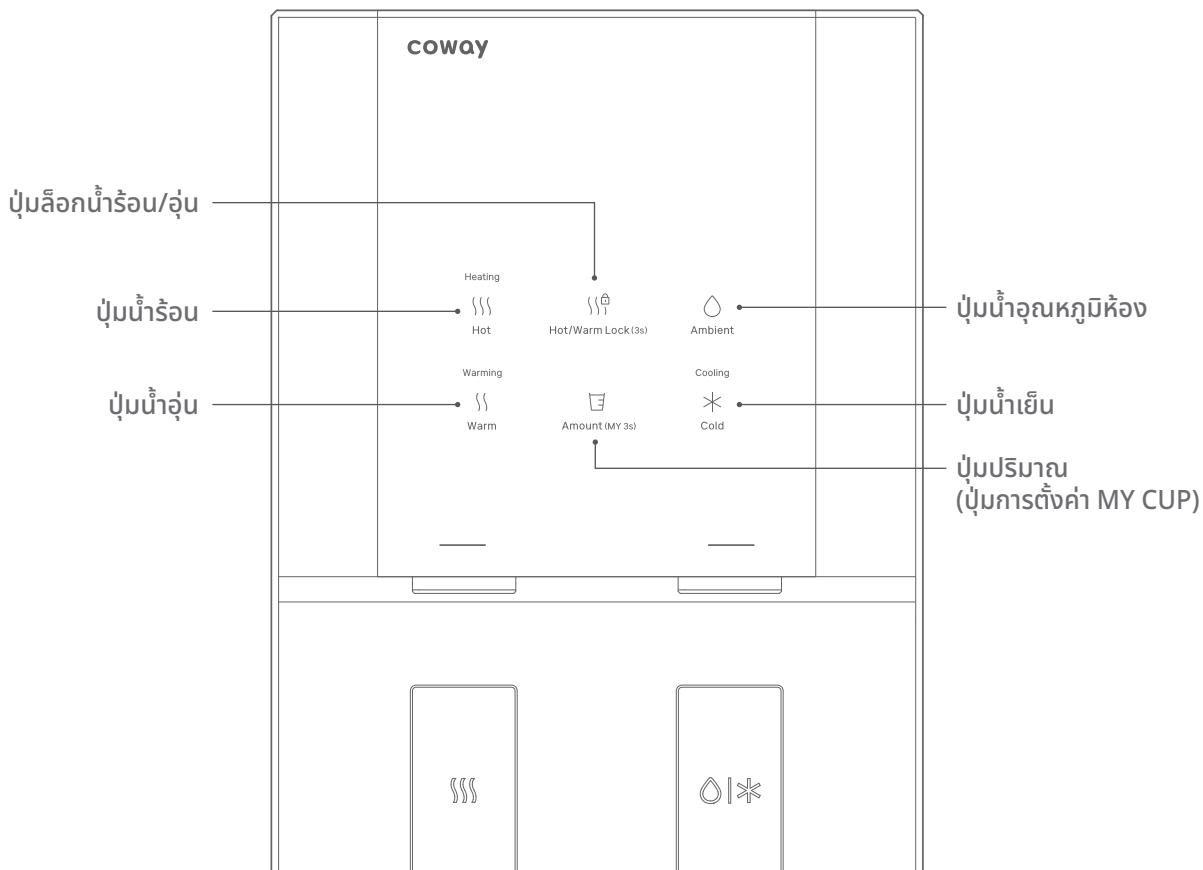 coway
ปุ่มล็อกน้ำร้อน/อุ่น
Heating
ปุ่มน้ำร้อน
Hot
Hot/Warm Lock (3s)
Ambient
ปุ่มน้ำอุณหภูมิห้อง
Warming
Cooling
ปุ่มน้ำอุ่น
Warm
Amount (MY 3s)
Cold
ปุ่มน้ำเย็น
ปุ่มปริมาณ
(ปุ่มการตั้งค่า MY CUP)